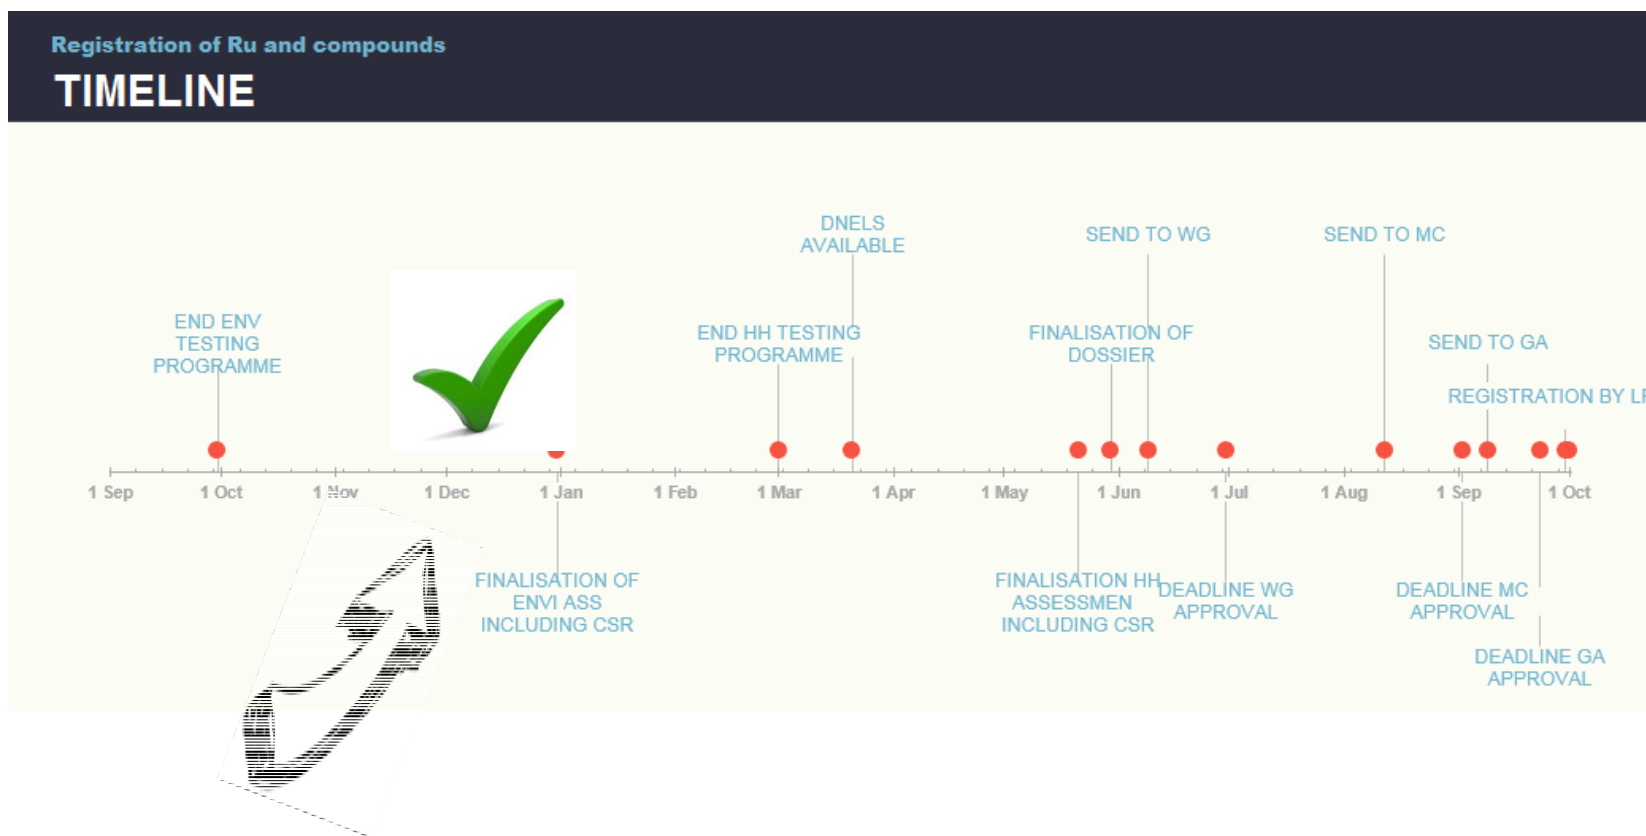 Registration of Ru and compounds
TIMELINE
DNELS
AVAILABLE
SEND TO WG
SEND TO MC
END ENV
TESTING
PROGRAMME
END HH TESTING
PROGRAMME
FINALISATION OF
DOSSIER
SEND TO GA
REGISTRATION BY
1 Sep
1 Oct
1 Nov
1 Dec
1 Jan
1 Feb
1 Mar
1 Apr
1 May
1 Jun
1 Jul
1 Aug
1 Sep
1 Oct
FINALISATION OF
ENVI ASS
INCLUDING CSR
FINALISATION HH
ASSESSMEN
INCLUDING CSR
DEADLINE WG
APPROVAL
DEADLINE MC
APPROVAL
DEADLINE GA
APPROVAL